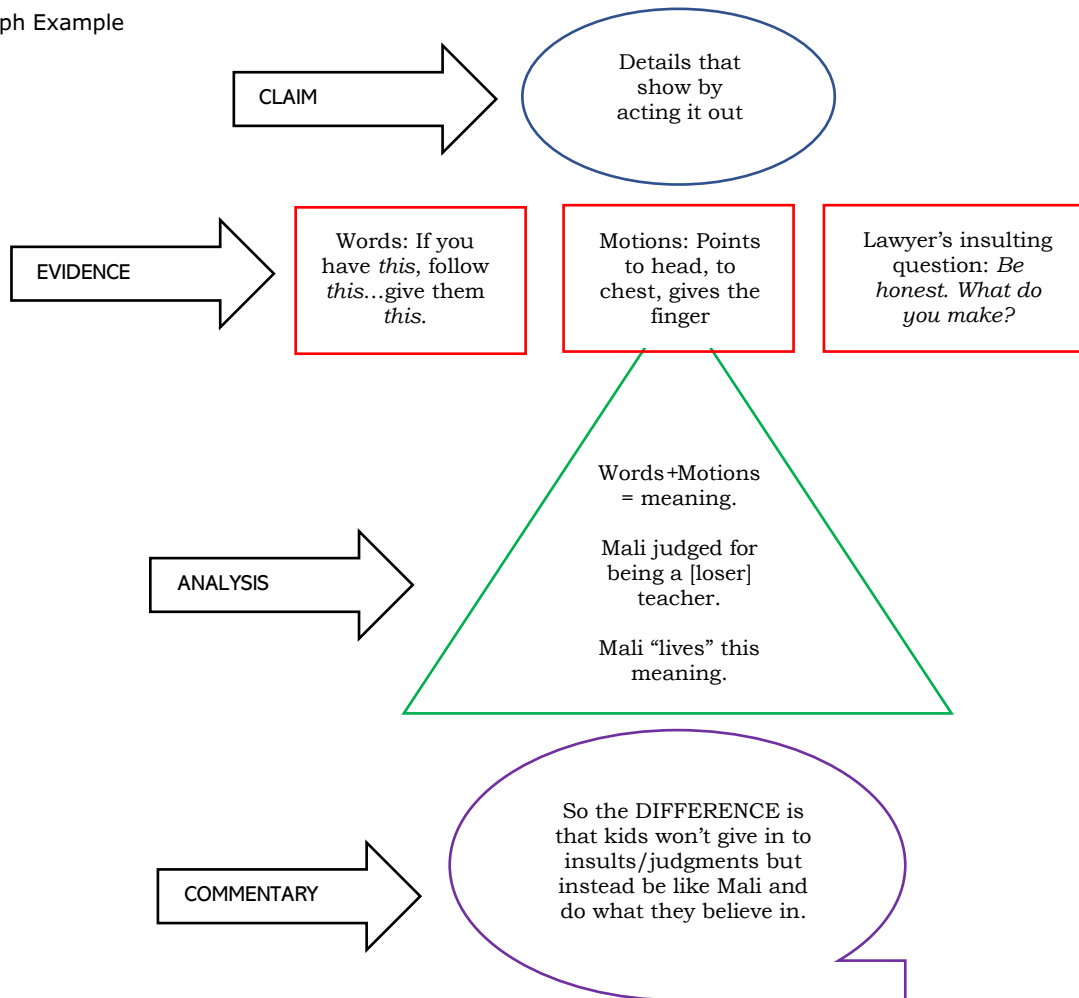 ph Example
CLAIM
Details that
show by
acting it out
EVIDENCE
Words: If you
have this, follow
this…give them
this.
Motions: Points
to head, to
chest, gives the
finger
Lawyer’s insulting
question: Be
honest. What do
you make?
ANALYSIS
Words+Motions
= meaning.
Mali judged for
being a [loser]
teacher.
Mali “lives” this
meaning.
COMMENTARY
So the DIFFERENCE is
that kids won’t give in to
insults/judgments but
instead be like Mali and
do what they believe in.